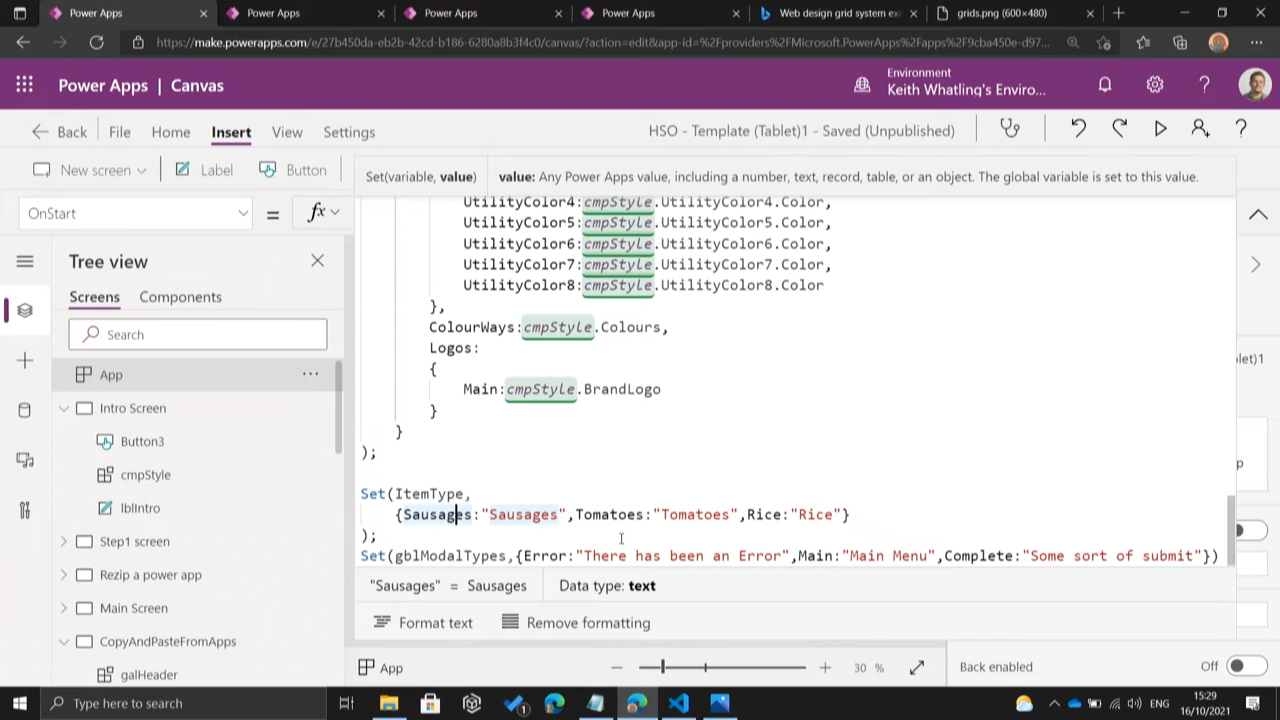 Power Apps
Power Apps
Power Apps
Power Apps
Web design grid system ex
grids.png (600×480)
https://make.powerapps.com/e/27b450da-eb2b-42cd-b186-6280a8b3f4c0/canvas/?action=edit&app-id=%2Fproviders%2FMicrosoft.PowerApps%2Fapps%2F9cba450e-d97...
Power Apps | Canvas
Environment
Keith Whatling's Enviro...
Back
File
Home
Insert
View
Settings
HSO - Template (Tablet)1 - Saved (Unpublished)
New screen
Label
Button
Set(variable, value)
value: Any Power Apps value, including a number, text, record, table, or an object. The global variable is set to this value.
OnStart
= fx
UtilityColor4:cmpStyle.UtilityColor4.Color,
UtilityColor5:cmpStyle.UtilityColor5.Color,
UtilityColor6:cmpStyle.UtilityColor6.Color,
UtilityColor7:cmpStyle.UtilityColor7.Color,
UtilityColor8:cmpStyle.UtilityColor8.Color
},
ColourWays:cmpStyle.Colours,
Logos:
{
Main:cmpStyle.BrandLogo
}
}
);
Set(ItemType,
{Sausages:"Sausages",Tomatoes:"Tomatoes",Rice:"Rice"}
);
Set(gblModalTypes,{Error:"There has been an Error",Main:"Main Menu",Complete:"Some sort of submit"})
"Sausages" = Sausages
Data type: text
Format text
Remove formatting
Tree view
Screens
Components
Search
App
Intro Screen
Button3
cmpStyle
lblIntro
Step1 screen
Rezip a power app
Main Screen
CopyAndPasteFromApps
galHeader
let)1
p
App
30 %
Back enabled
Off
Type here to search
1
ENG
15:29
16/10/2021